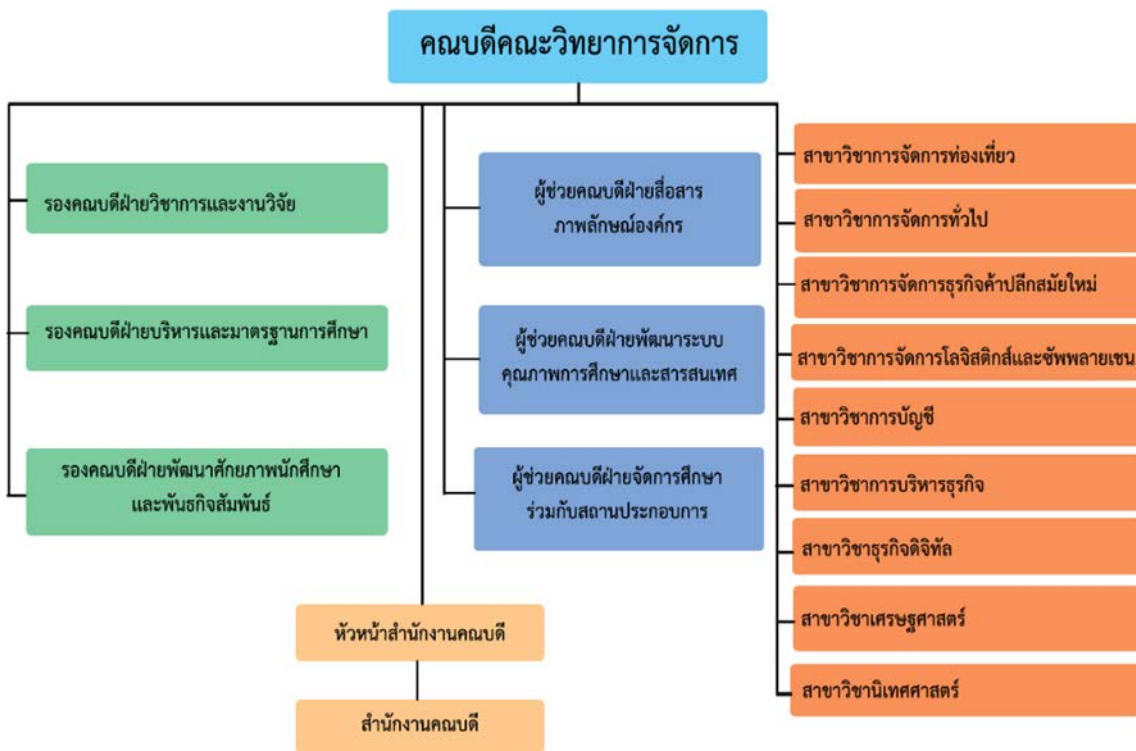 คณบดีคณะวิทยาการจัดการ
รองคณบดีฝ่ายวิชาการและงานวิจัย
รองคณบดีฝ่ายบริหารและมาตรฐานการศึกษา
รองคณบดีฝ่ายพัฒนาศักยภาพนักศึกษา
และพันธกิจสัมพันธ์
หัวหน้าสำนักงานคณบดี
สำนักงานคณบดี
ผู้ช่วยคณบดีฝ่ายสื่อสาร
ภาพลักษณ์องค์กร
ผู้ช่วยคณบดีฝ่ายพัฒนาระบบ
คุณภาพการศึกษาและสารสนเทศ
ผู้ช่วยคณบดีฝ่ายจัดการศึกษา
ร่วมกับสถานประกอบการ
สาขาวิชาการจัดการท่องเที่ยว
สาขาวิชาการจัดการทั่วไป
สาขาวิชาการจัดการธุรกิจค้าปลีกสมัยใหม่
สาขาวิชาการจัดการโลจิสติกส์และซัพพลายเชน
สาขาวิชาการบัญชี
สาขาวิชาการบริหารธุรกิจ
สาขาวิชาธุรกิจดิจิทัล
สาขาวิชาเศรษฐศาสตร์
สาขาวิชานิเทศศาสตร์